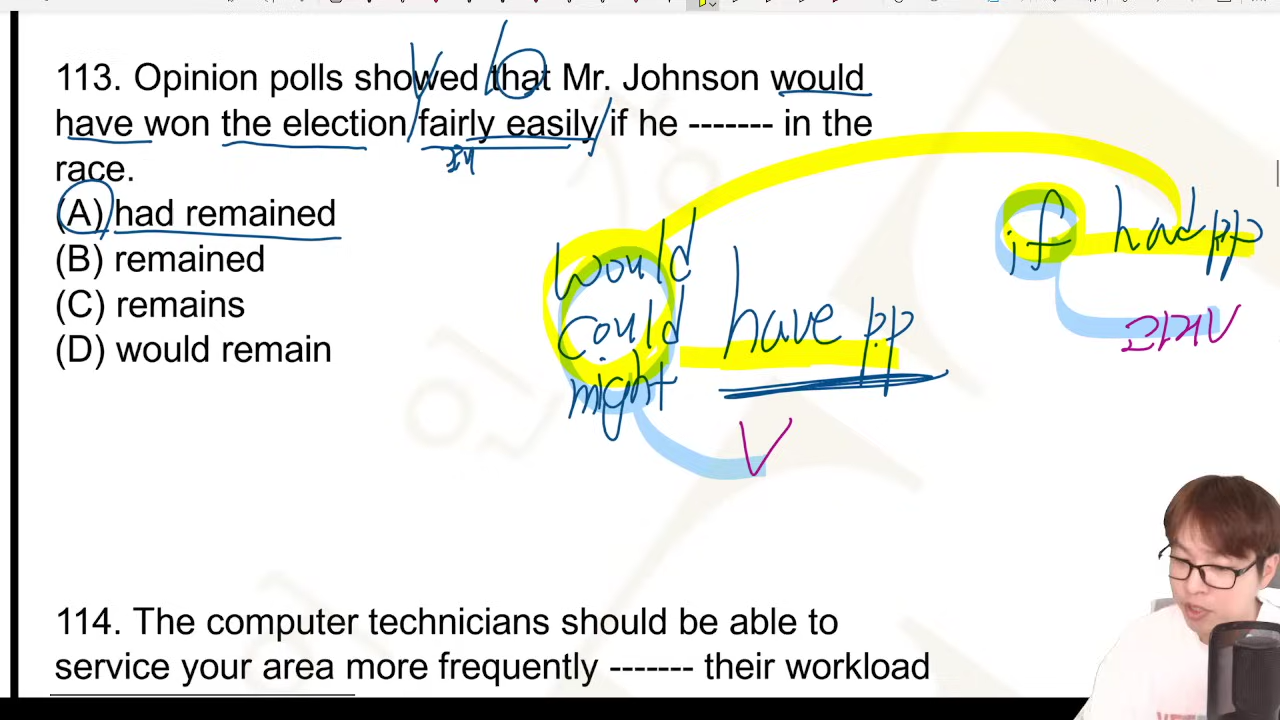 113. Opinion polls showed that Mr. Johnson would
have won the election fairly easily if he ------- in the
race.
(A) had remained
(B) remained
(C) remains
(D) would remain
would
could
might
have pp
V
if had pp
과거V
114. The computer technicians should be able to
service your area more frequently ------- their workload